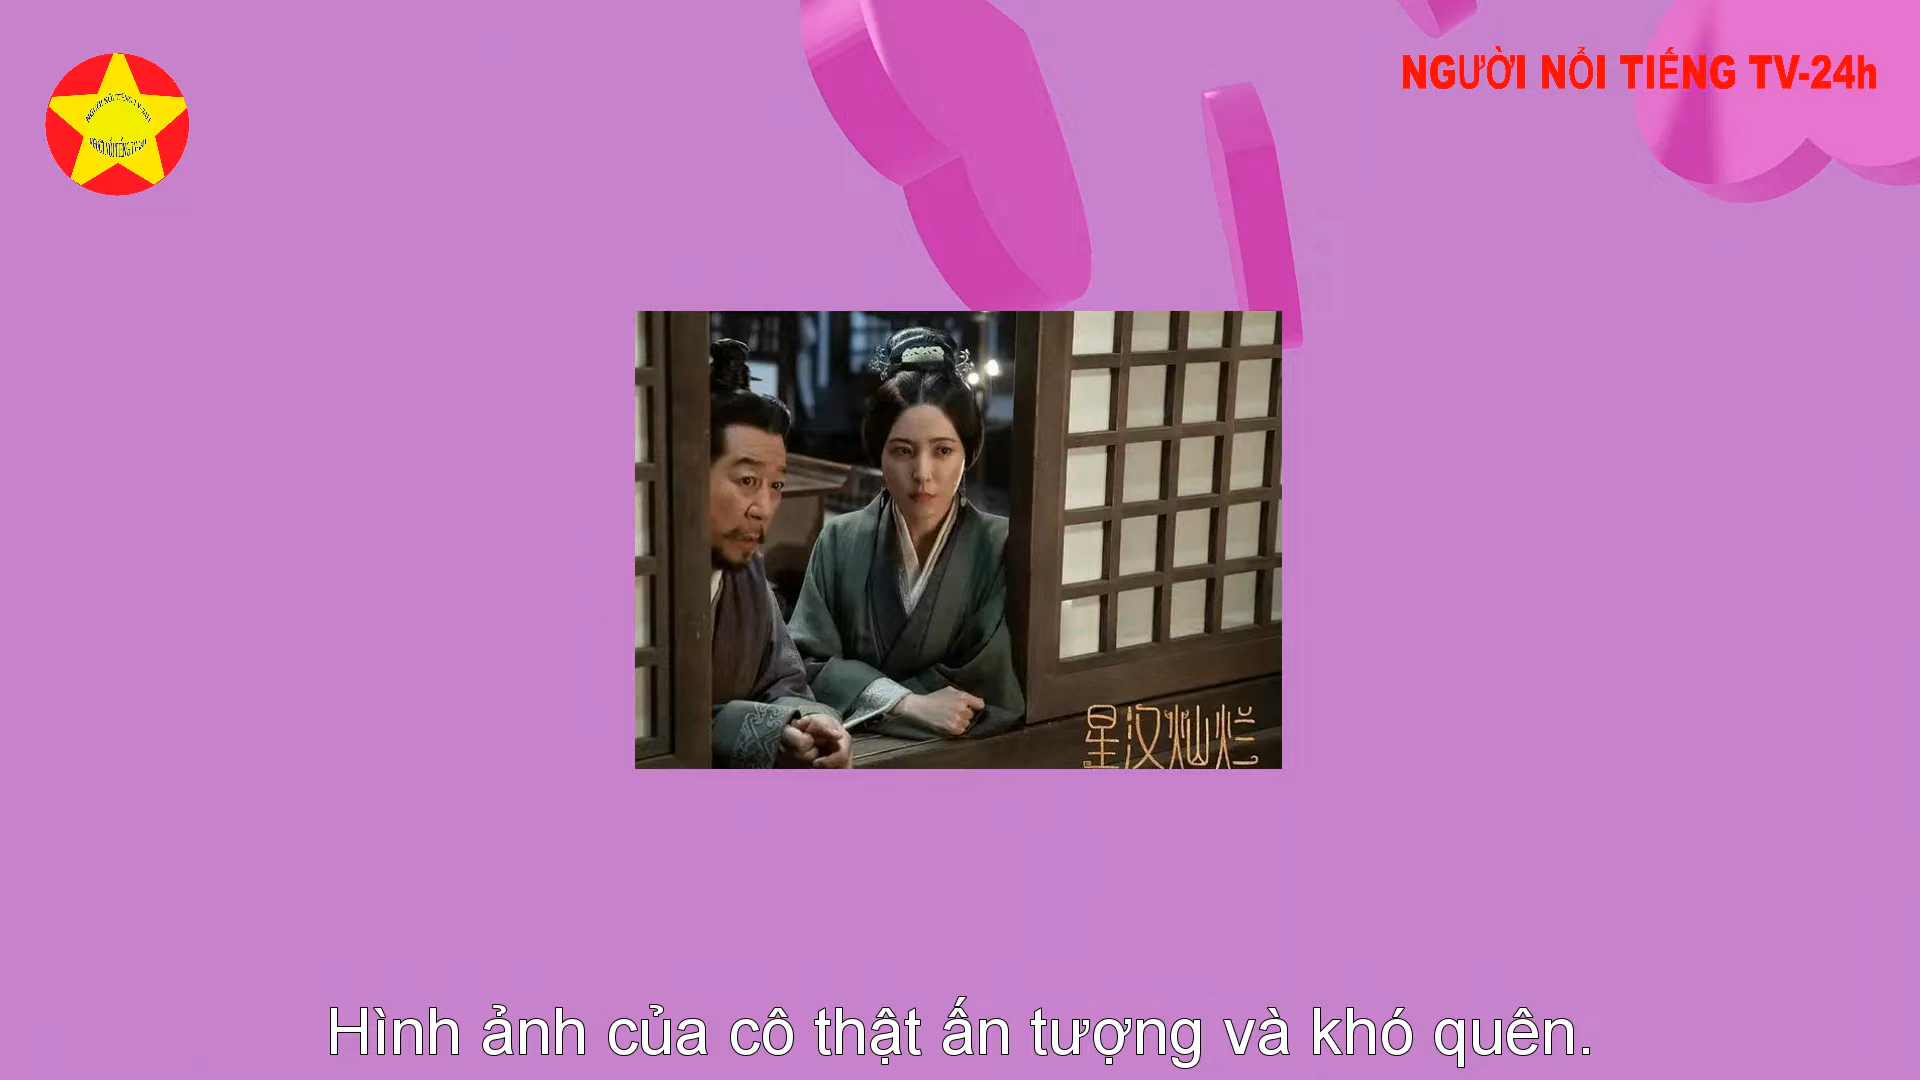 NGƯỜI NỔI TIẾNG TV-24h
星汉灿烂
Hình ảnh của cô thật ấn tượng và khó quên.